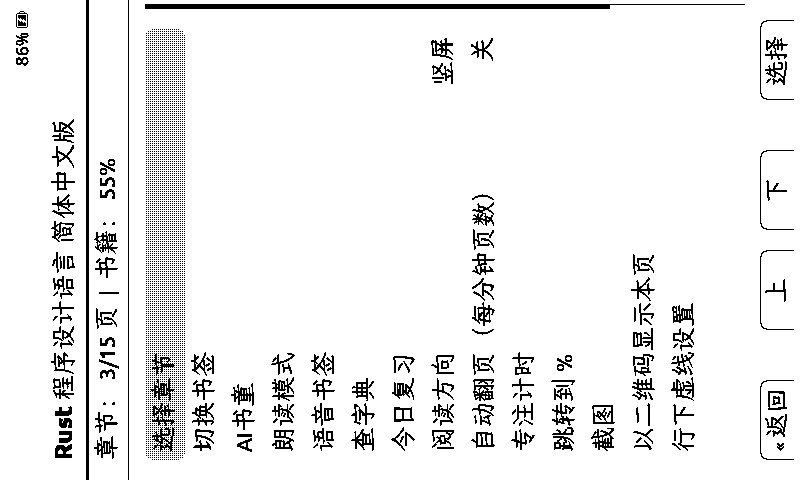 86%
Rust 程序设计语言 简体中文版
章节: 3/15 页 | 书籍: 55%
选择章节
切换书签
AI书童
朗读模式
语音书签
查字典
今日复习
阅读方向 竖屏
自动翻页（每分钟页数） 关
专注计时
跳转到 %
截图
以二维码显示本页
行下虚线设置
« 返回 上 下 选择